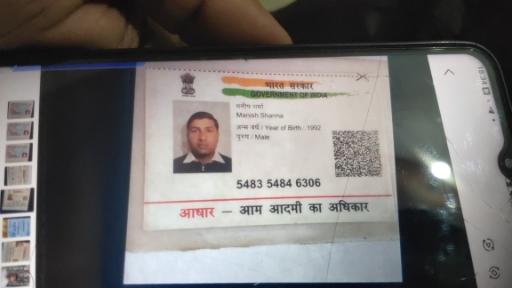 भारत सरकार
GOVERNMENT OF INDIA
मनीष शर्मा
Manish Sharma
जन्म वर्ष / Year of Birth : 1992
पुरुष / Male
5483 5484 6306
आधार – आम आदमी का अधिकार